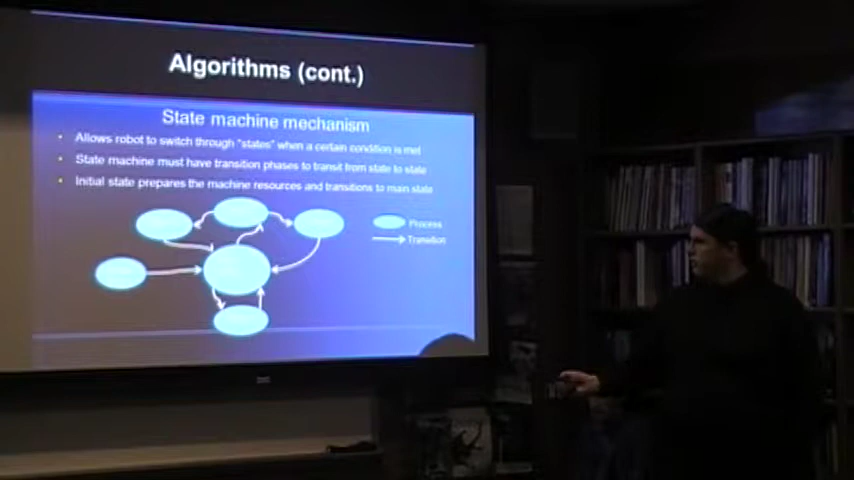 Algorithms (cont.)
State machine mechanism
• Allows robot to switch through "states" when a certain condition is met
• State machine must have transition phases to transit from state to state
• Initial state prepares the machine resources and transitions to main state
Process
Transition